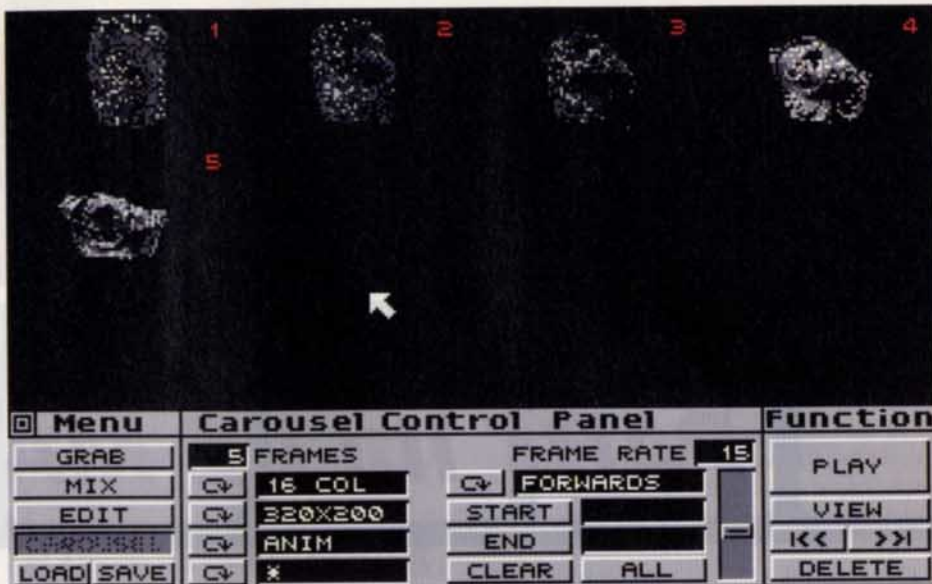 1 2 3 4
5
Menu Carousel Control Panel Function
GRAB 5 FRAMES FRAME RATE 15 PLAY
MIX 16 COL FORWARDS
EDIT 320X200 START VIEW
CAROUSEL ANIM END K<< >>I
LOAD SAVE * CLEAR ALL DELETE